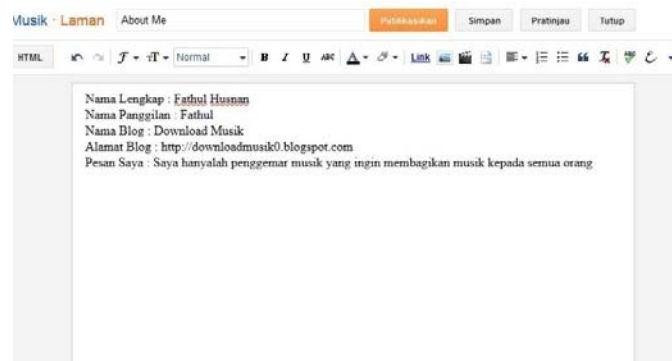 Musik · Laman About Me Publikasikan Simpan Pratinjau Tutup
HTML Normal B I U ABC A Link
Nama Lengkap : Fathul Husnan
Nama Panggilan : Fathul
Nama Blog : Download Musik
Alamat Blog : http://downloadmusik0.blogspot.com
Pesan Saya : Saya hanyalah penggemar musik yang ingin membagikan musik kepada semua orang